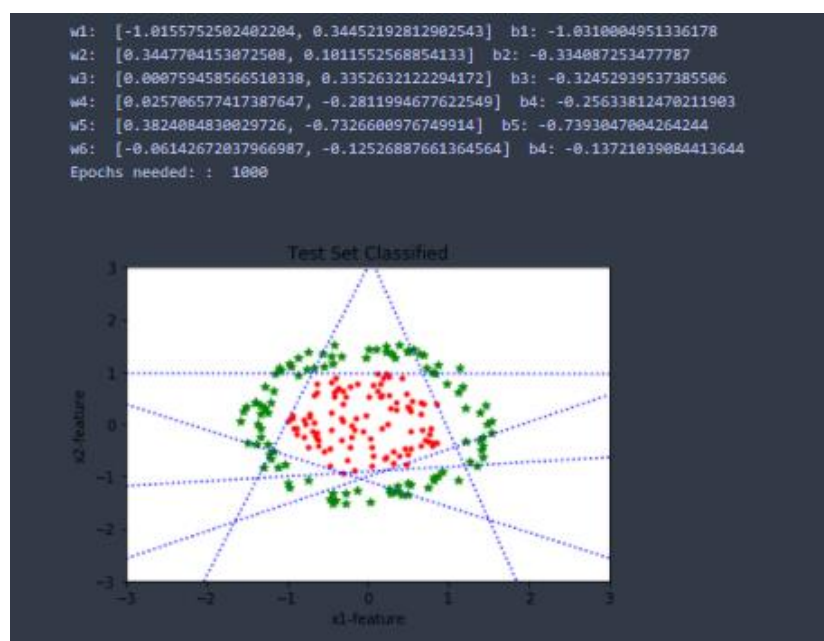 w1: [-1.0155752502402204, 0.34452192812902543] b1: -1.0310004951336178
w2: [0.3447704153072508, 0.1011552568854133] b2: -0.334087253477787
w3: [0.000759458566510338, 0.3352632122294172] b3: -0.32452939537385506
w4: [0.025706577417387647, -0.2811994677622549] b4: -0.25633812470211903
w5: [0.3824084830029726, -0.7326600976749914] b5: -0.7393047004264244
w6: [-0.06142672037966987, -0.12526887661364564] b4: -0.13721039084413644
Epochs needed: : 1000
Test Set Classified
3
2
1
0
−1
−2
−3
x2-feature
−3 −2 −1 0 1 2 3
x1-feature